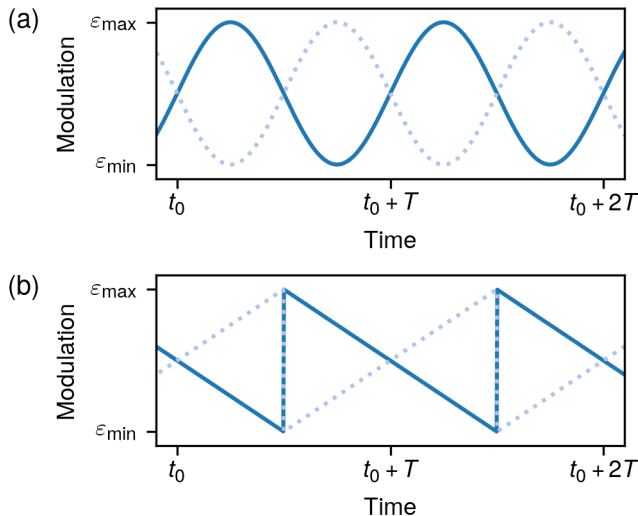 (a)
εmax
Modulation
εmin
t0
t0 + T
t0 + 2T
Time
(b)
εmax
Modulation
εmin
t0
t0 + T
t0 + 2T
Time